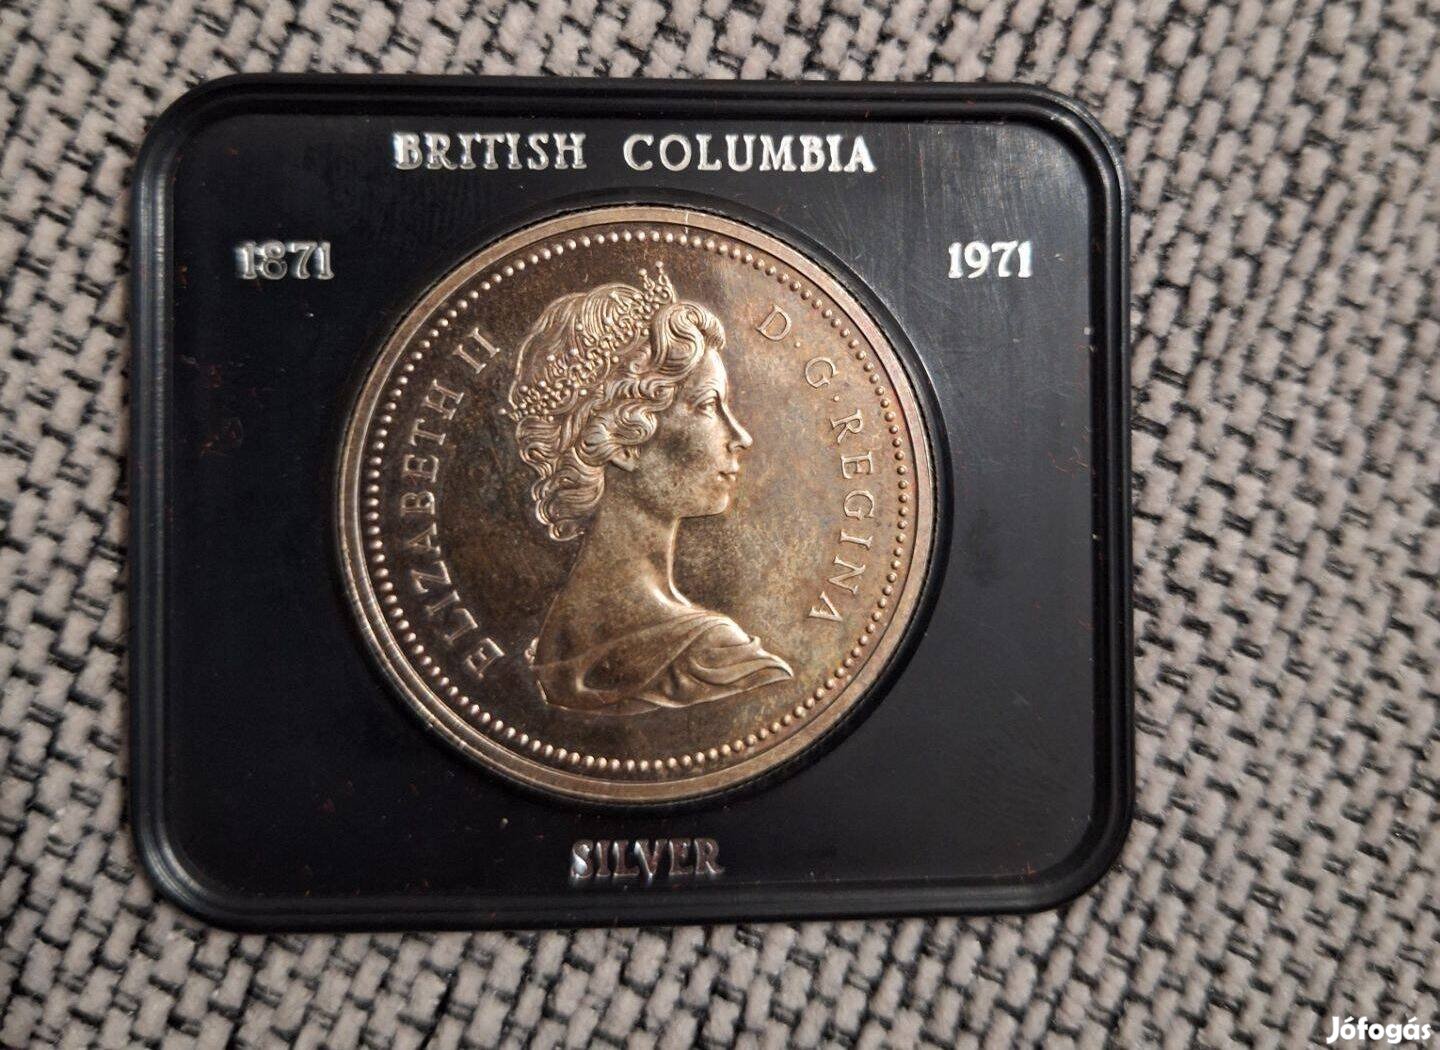 BRITISH COLUMBIA
1871
1971
ELIZABETH II
D·G·REGINA
SILVER
Jófogás